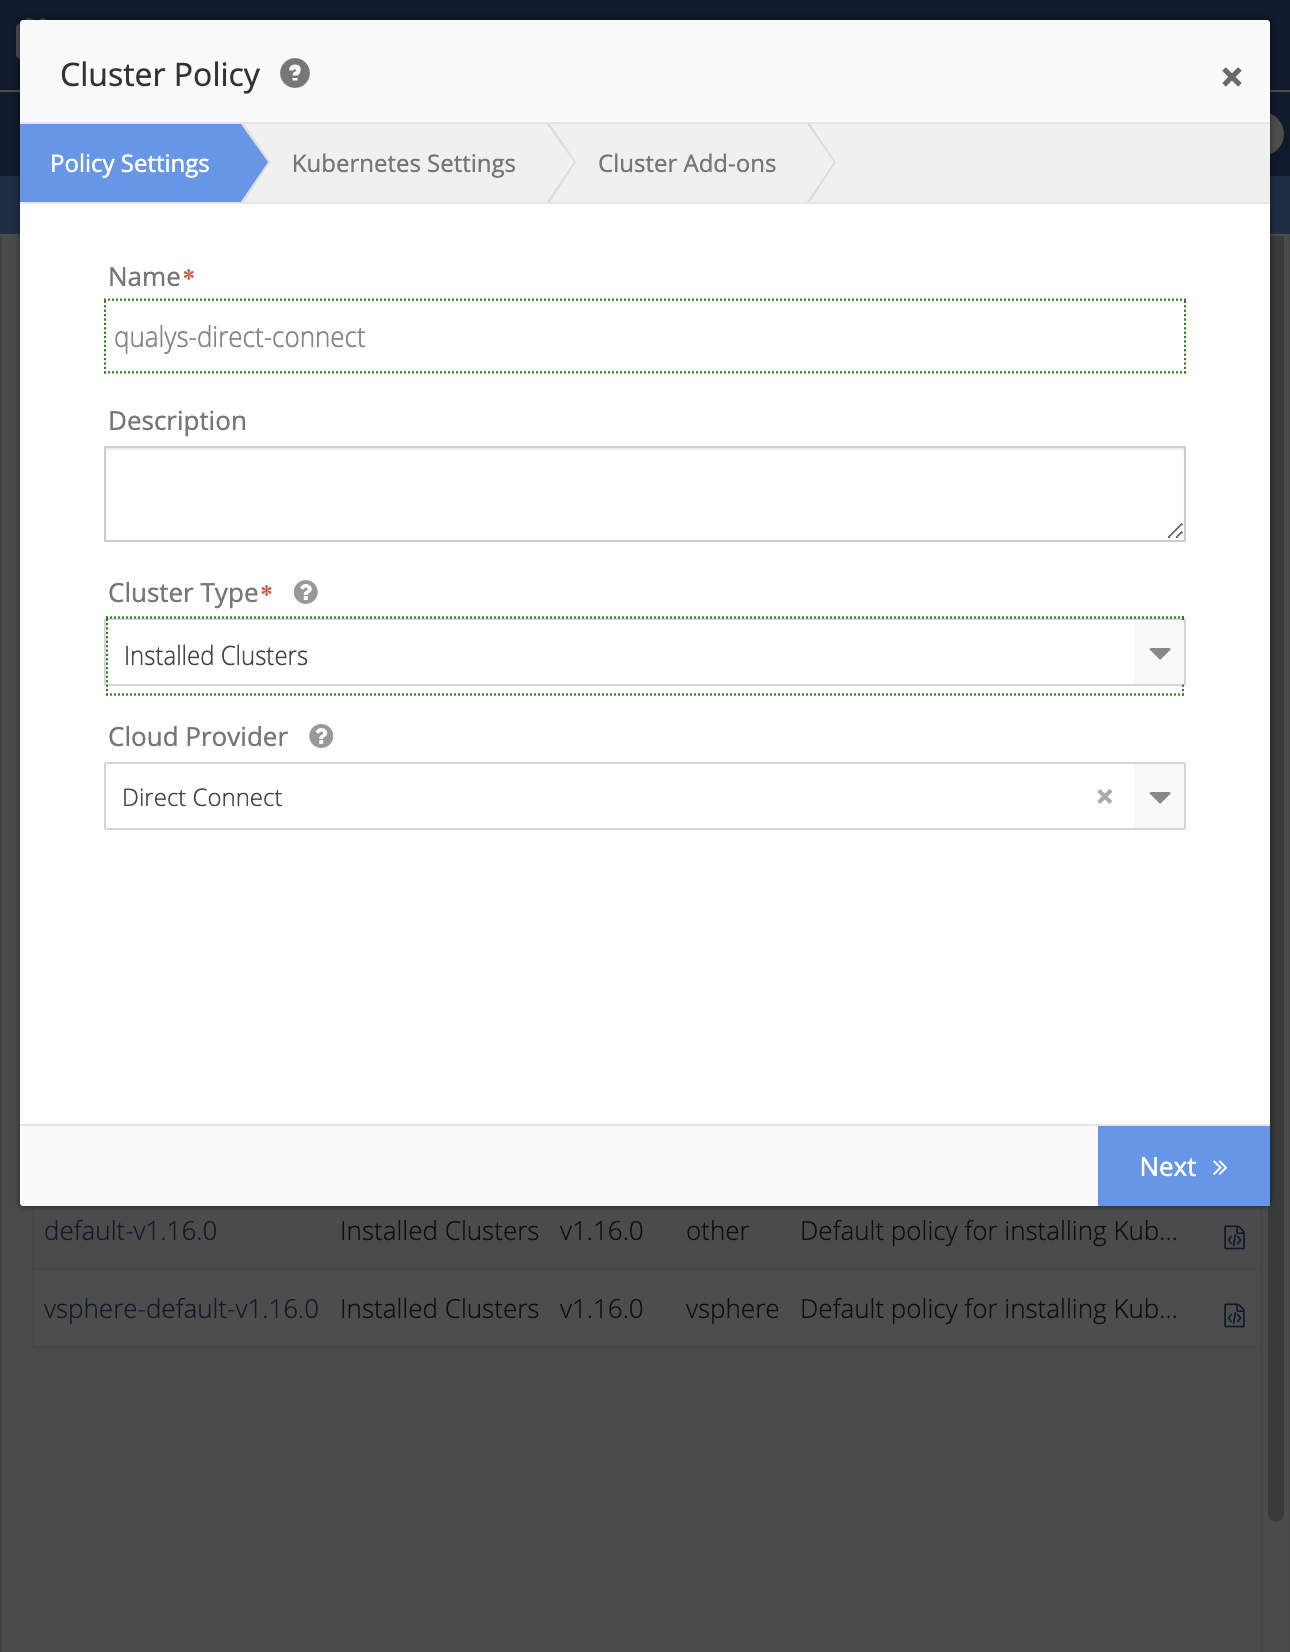 Cluster Policy ?
Policy Settings Kubernetes Settings Cluster Add-ons
Name*
qualys-direct-connect
Description
Cluster Type* ?
Installed Clusters
Cloud Provider ?
Direct Connect
Next »
default-v1.16.0 Installed Clusters v1.16.0 other Default policy for installing Kub...
vsphere-default-v1.16.0 Installed Clusters v1.16.0 vsphere Default policy for installing Kub...